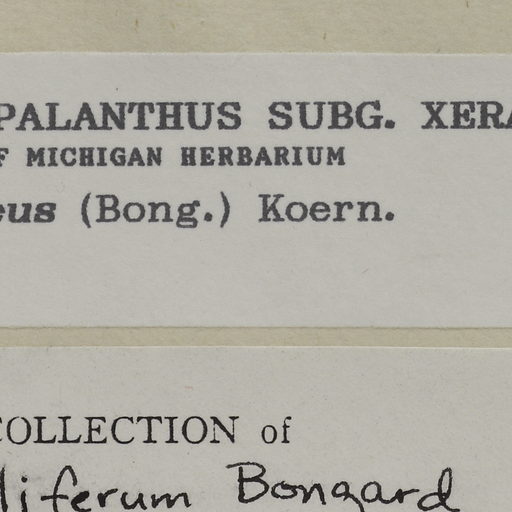 PALANTHUS SUBG. XERA
F MICHIGAN HERBARIUM
eus (Bong.) Koern.
COLLECTION of
liferum Bongard